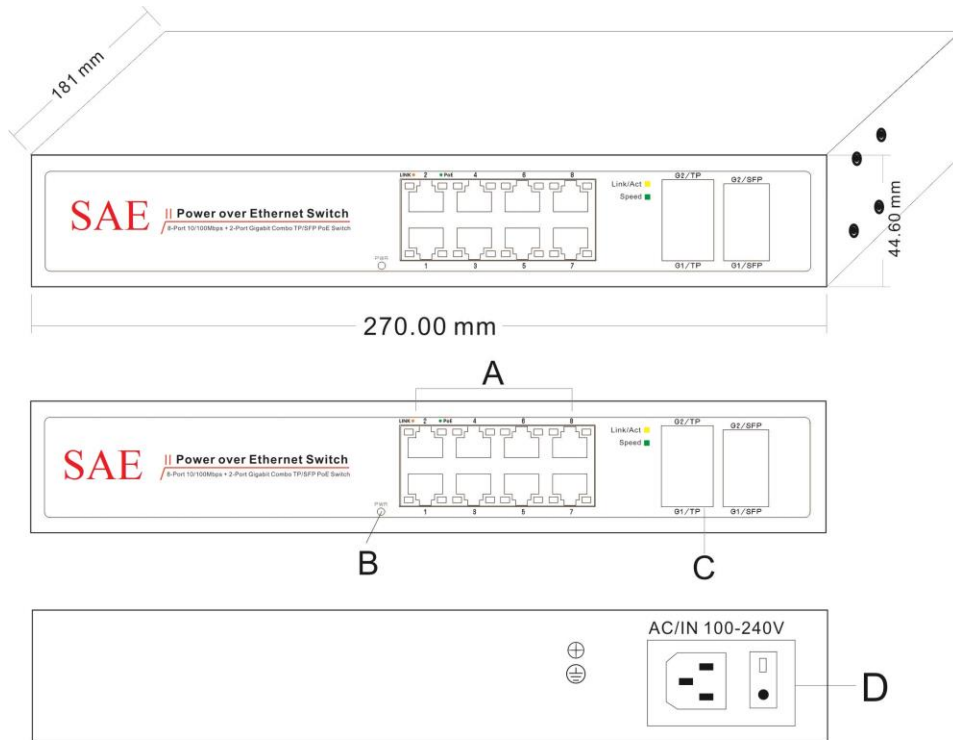 181 mm
LINK 2 PoE 4 6 8
Link/Act
Speed
G2/TP
G2/SFP
SAE
Power over Ethernet Switch
8-Port 10/100Mbps + 2-Port Gigabit Combo TP/SFP PoE Switch
PWR
1 3 5 7
G1/TP
G1/SFP
44.60 mm
270.00 mm
A
LINK 2 PoE 4 6 8
Link/Act
Speed
G2/TP
G2/SFP
SAE
Power over Ethernet Switch
8-Port 10/100Mbps + 2-Port Gigabit Combo TP/SFP PoE Switch
PWR
1 3 5 7
G1/TP
G1/SFP
B
C
AC/IN 100-240V
D